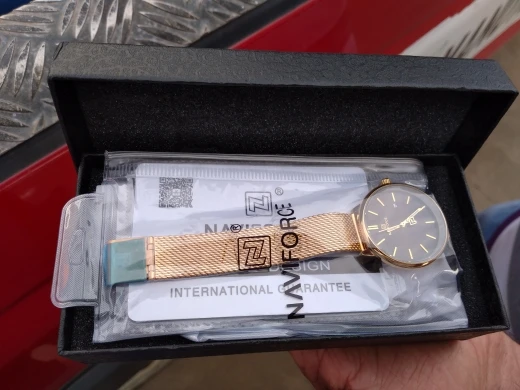 NAVIFORCE
®
NAVIFORCE
®
DESIGN
INTERNATIONAL GUARANTEE